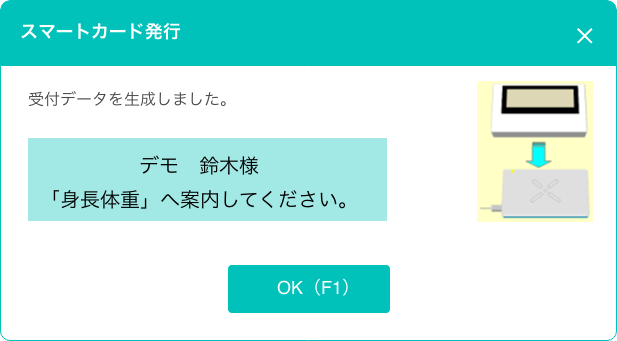 スマートカード発行
受付データを生成しました。
デモ　鈴木様
「身長体重」へ案内してください。
OK（F1）